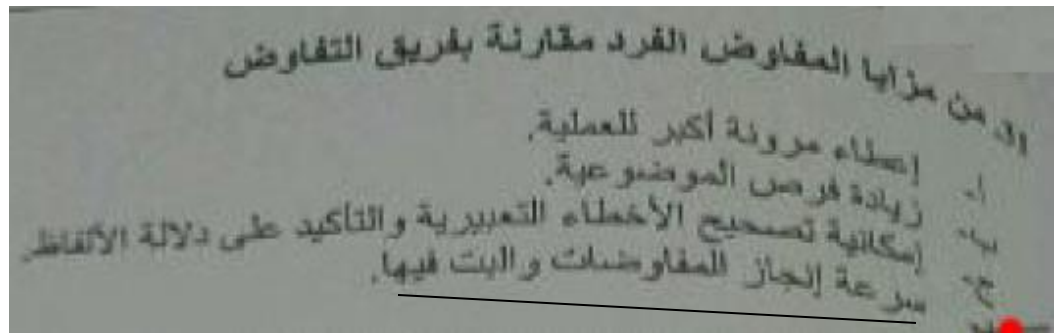 من مزايا المفاوض الفرد مقارنة بفريق التفاوض
أ- إعطاء مرونة أكبر للعملية.
ب- زيادة فرص الموضوعية.
ج- إمكانية تصحيح الأخطاء التعبيرية والتأكيد على دلالة الألفاظ.
سرعة إنجاز المفاوضات والبت فيها.